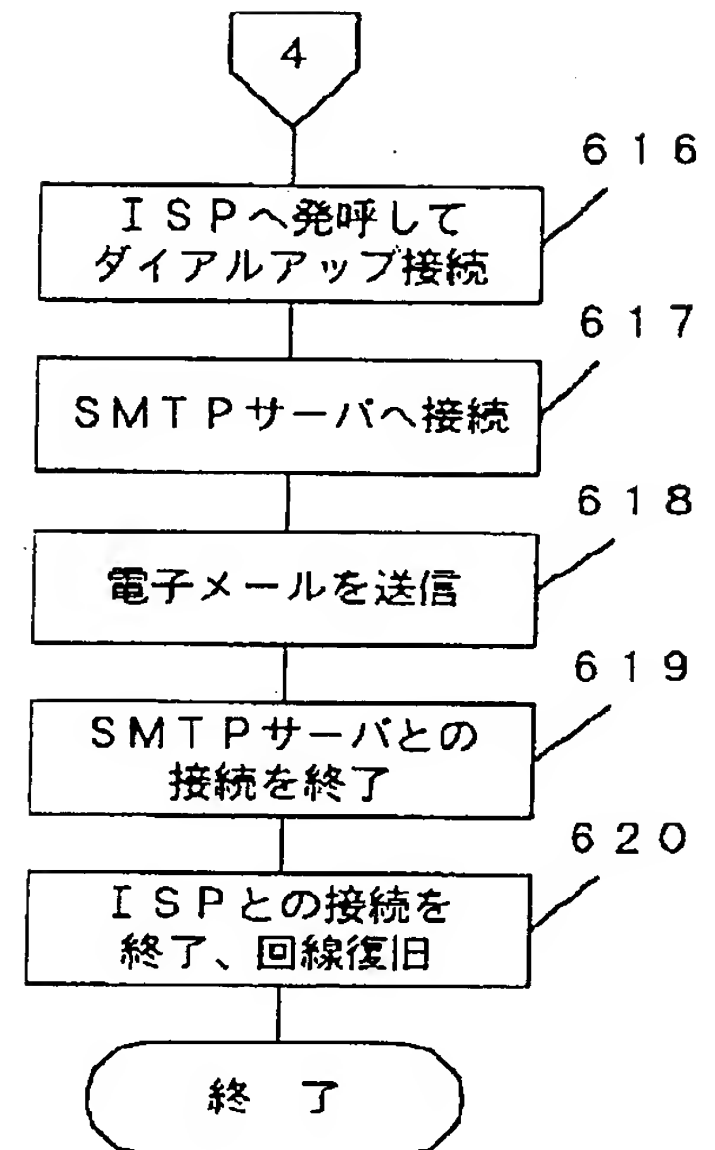 4
616
ISPへ発呼して
ダイアルアップ接続
617
SMTPサーバへ接続
618
電子メールを送信
619
SMTPサーバとの
接続を終了
620
ISPとの接続を
終了、回線復旧
終 了